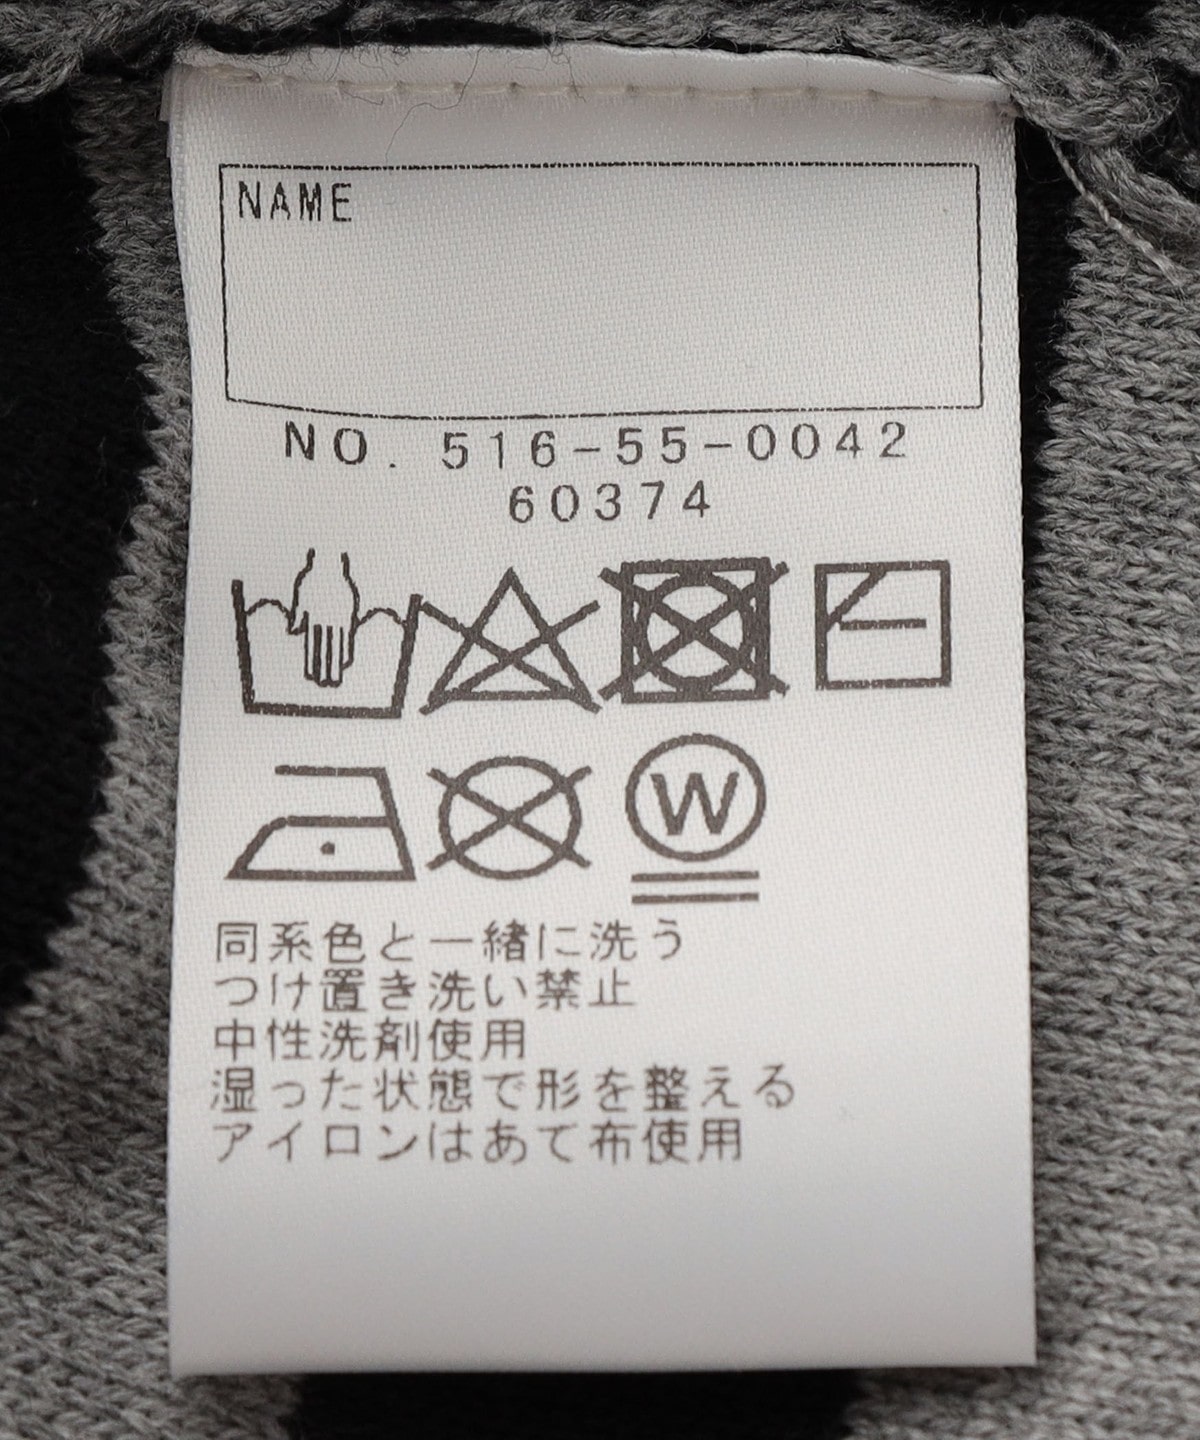 NAME
NO. 516-55-0042
60374
W
同系色と一緒に洗う
つけ置き洗い禁止
中性洗剤使用
湿った状態で形を整える
アイロンはあて布使用